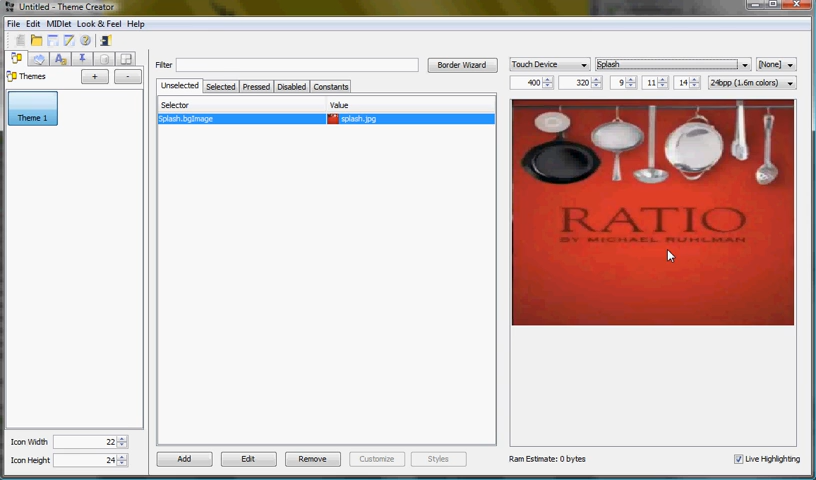 Untitled - Theme Creator
File Edit MIDlet Look & Feel Help
Themes + -
Theme 1
Icon Width 22
Icon Height 24
Filter Border Wizard
Unselected Selected Pressed Disabled Constants
Selector Value
Splash.bgImage splash.jpg
Add Edit Remove Customize Styles
Touch Device Splash [None]
400 320 9 11 14 24bpp (1.6m colors)
RATIO
BY MICHAEL RUHLMAN
Ram Estimate: 0 bytes Live Highlighting